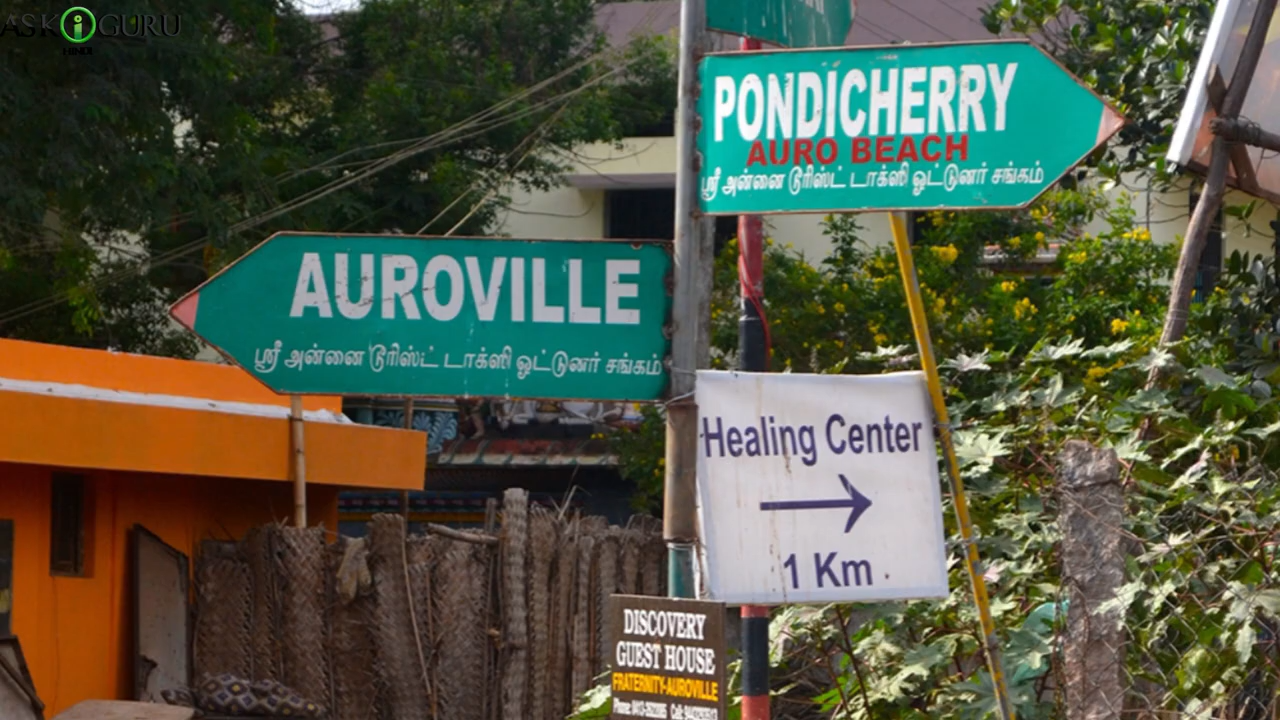 ASK GURU
HINDI
PONDICHERRY
AURO BEACH
ஸ்ரீ அன்னை டூரிஸ்ட் டாக்ஸி ஓட்டுனர் சங்கம்
AUROVILLE
ஸ்ரீ அன்னை டூரிஸ்ட் டாக்ஸி ஓட்டுனர் சங்கம்
Healing Center
1 Km
DISCOVERY
GUEST HOUSE
FRATERNITY-AUROVILLE